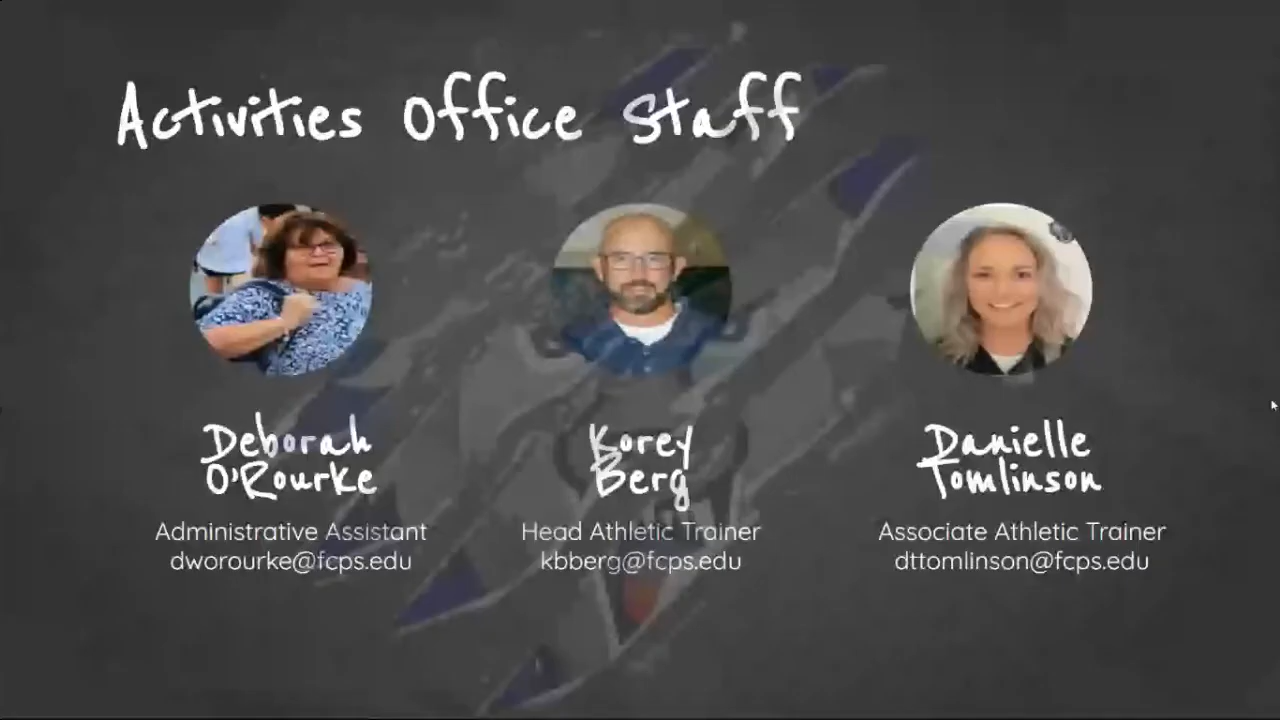 Activities Office Staff
Deborah
O'Rourke
Administrative Assistant
dworourke@fcps.edu
Korey
Berg
Head Athletic Trainer
kbberg@fcps.edu
Danielle
Tomlinson
Associate Athletic Trainer
dttomlinson@fcps.edu